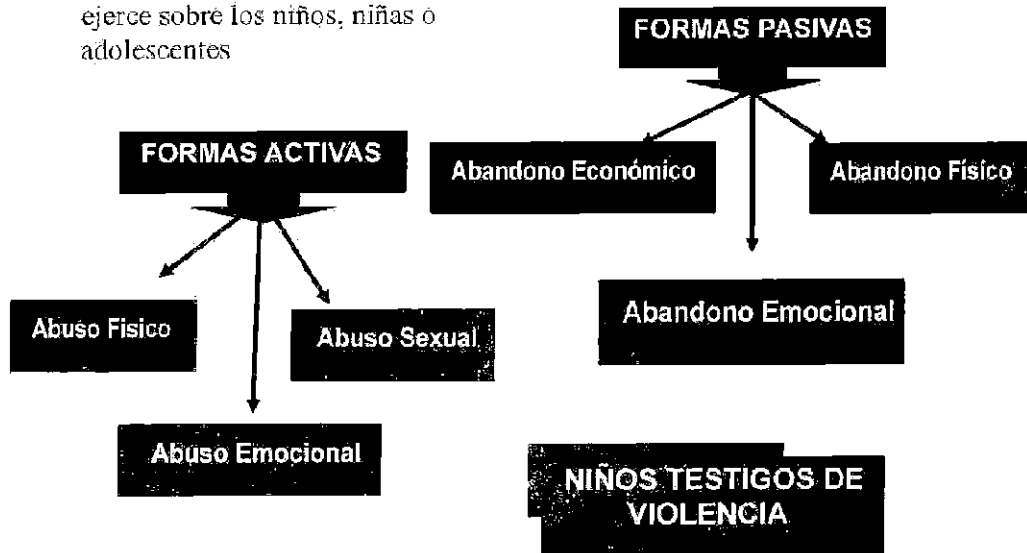 ejerce sobre los niños, niñas o
adolescentes
FORMAS PASIVAS
FORMAS ACTIVAS
Abandono Económico
Abandono Físico
Abuso Fisico
Abuso Sexual
Abandono Emocional
Abuso Emocional
NIÑOS TESTIGOS DE
VIOLENCIA